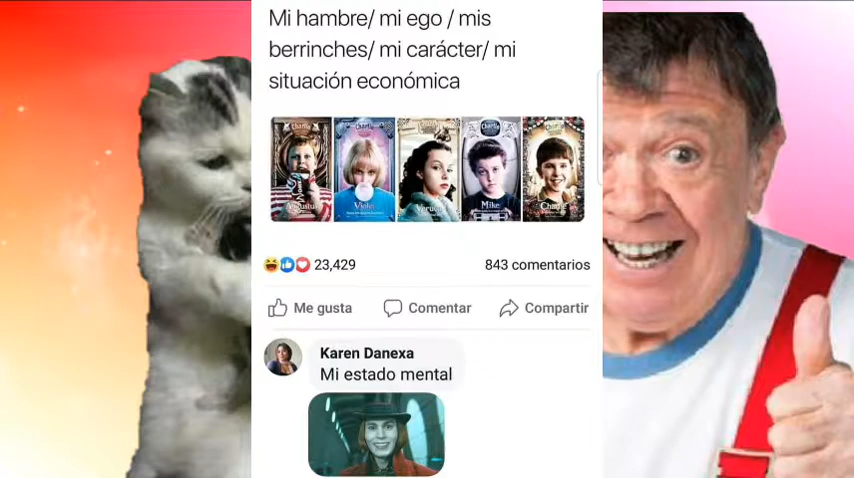 Mi hambre/ mi ego / mis
berrinches/ mi carácter/ mi
situación económica
Charlie
Augustus
Violet
Veruca
Mike
Charlie
23,429
843 comentarios
Me gusta
Comentar
Compartir
Karen Danexa
Mi estado mental